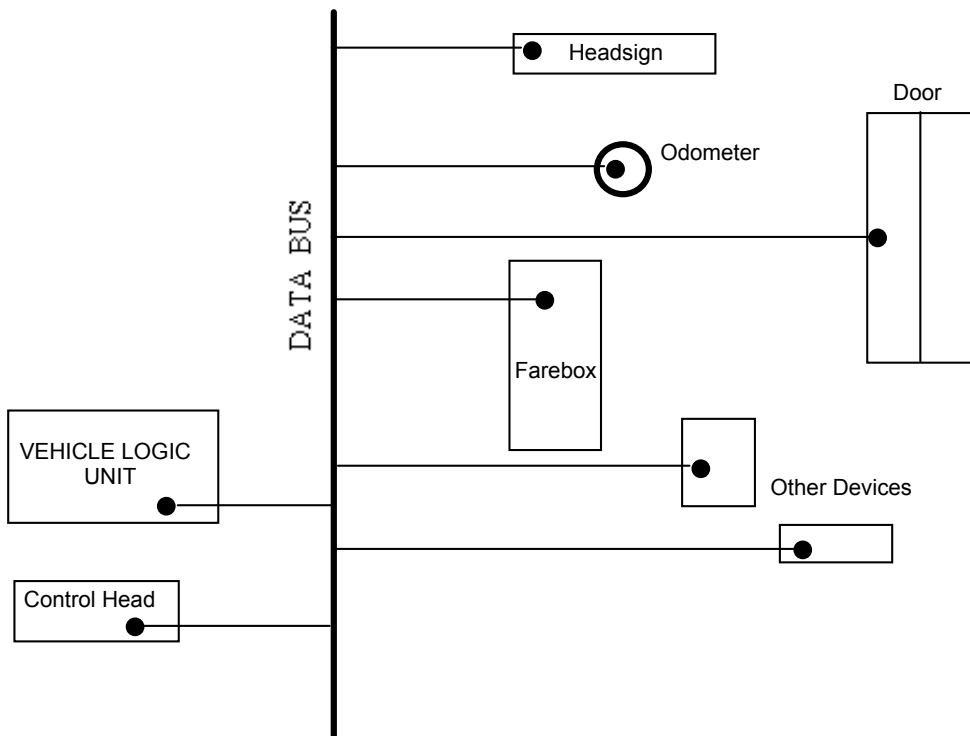 Headsign
Door
Odometer
DATA BUS
Farebox
VEHICLE LOGIC
UNIT
Other Devices
Control Head